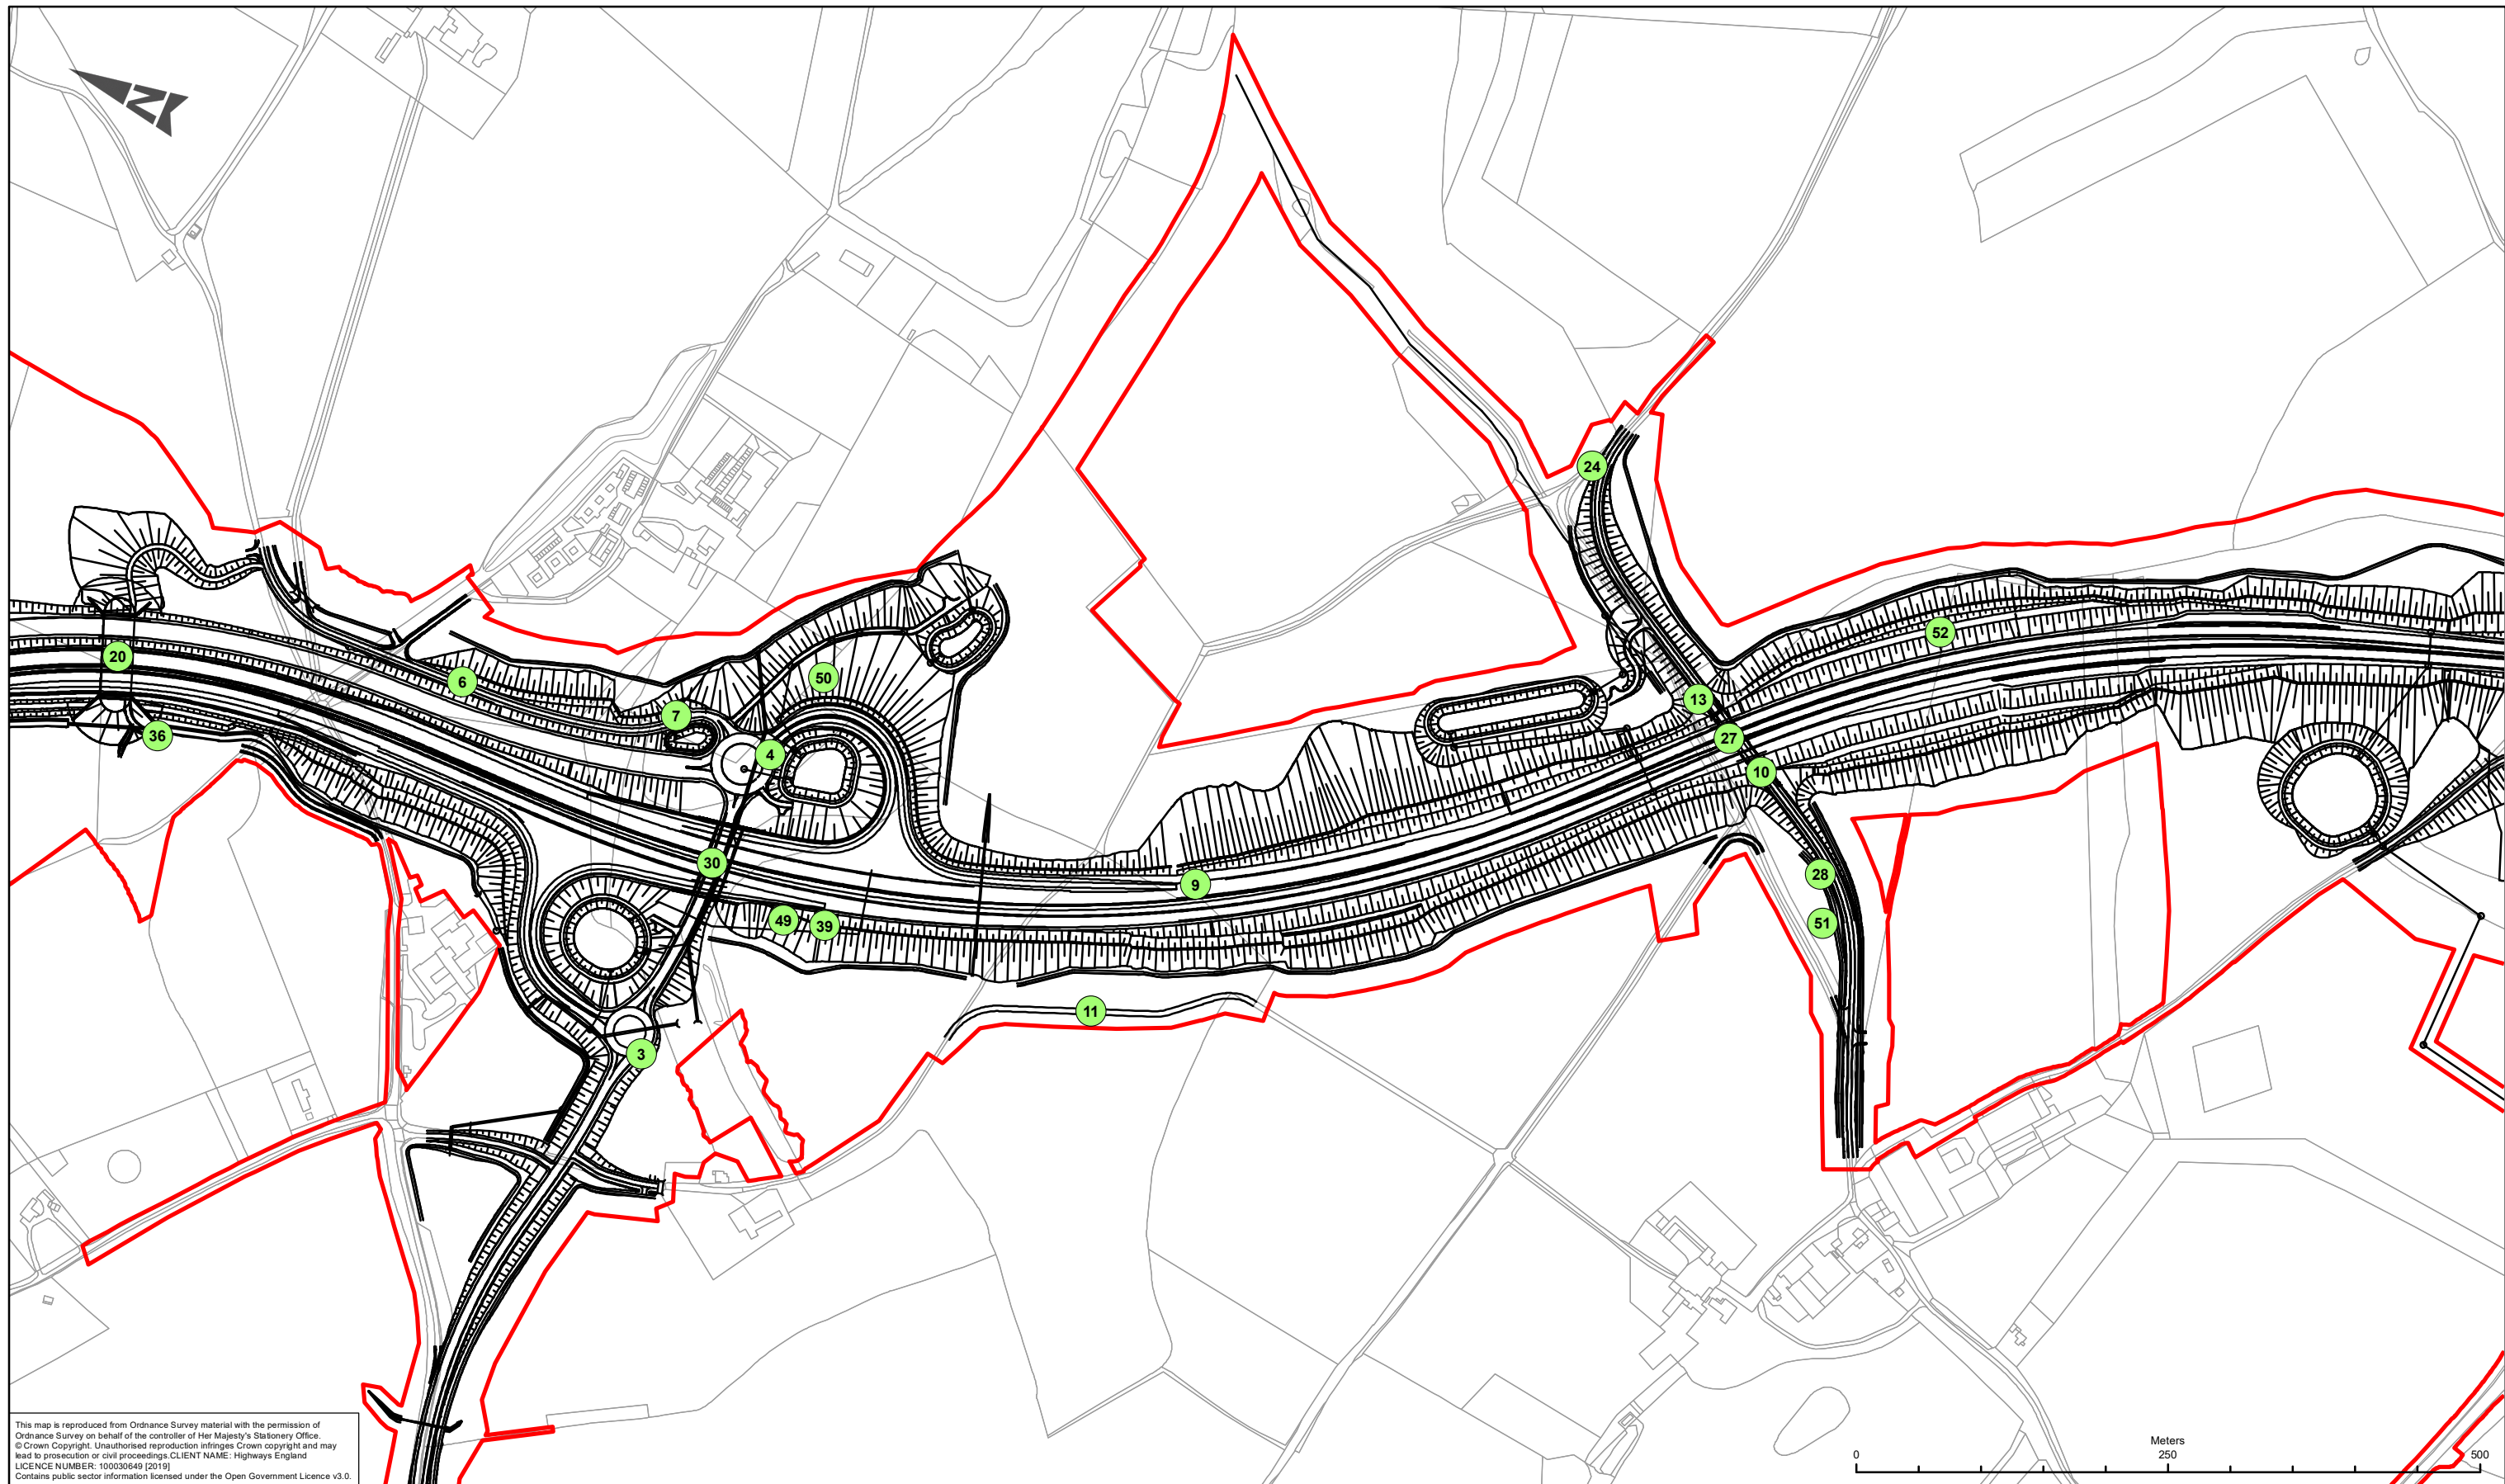 N
24
52
20
6
50
7
13
36
27
4
10
30
28
9
49
39
51
11
3
This map is reproduced from Ordnance Survey material with the permission of
Ordnance Survey on behalf of the controller of Her Majesty's Stationery Office.
© Crown Copyright. Unauthorised reproduction infringes Crown copyright and may
lead to prosecution or civil proceedings.CLIENT NAME: Highways England
LICENCE NUMBER: 100030649 [2019]
Contains public sector information licensed under the Open Government Licence v3.0.
Meters
0 250 500